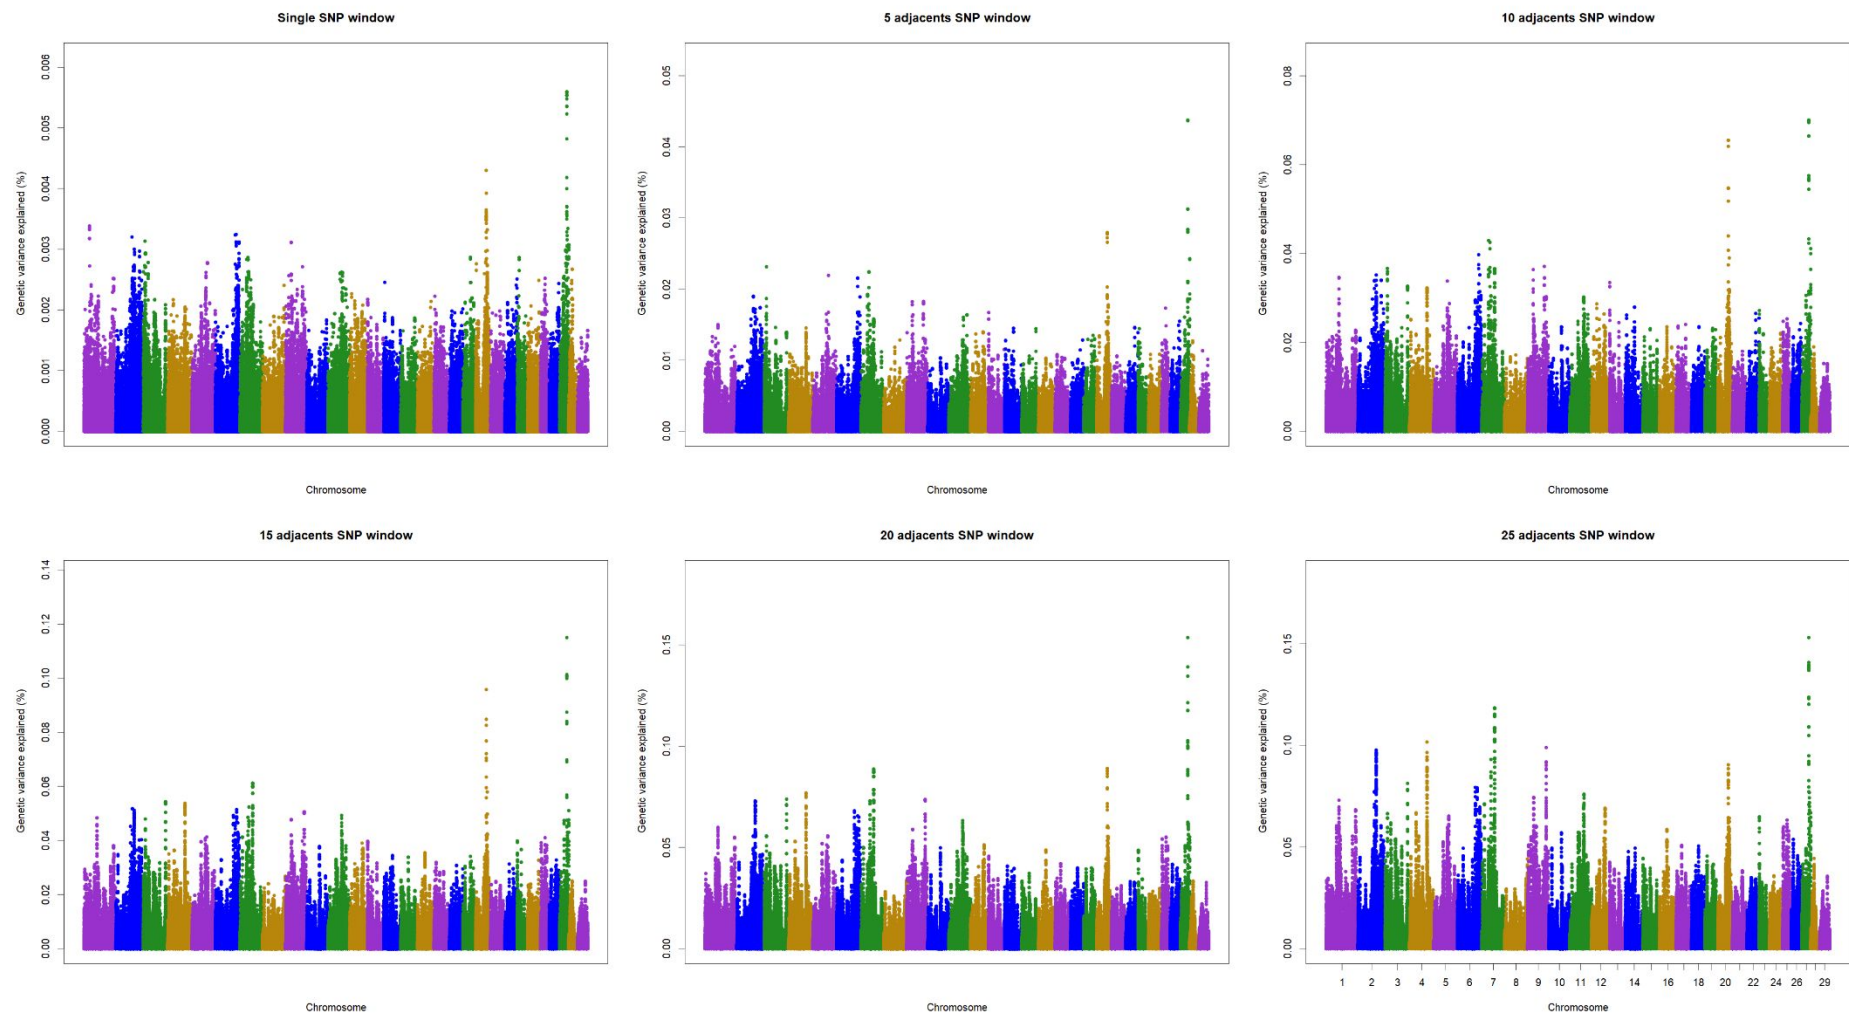 Single SNP window
5 adjacents SNP window
10 adjacents SNP window
Genetic variance explained (%)
0.006
0.005
0.004
0.003
0.002
0.001
0.000
Chromosome
Genetic variance explained (%)
0.05
0.04
0.03
0.02
0.01
0.00
Chromosome
Genetic variance explained (%)
0.08
0.06
0.04
0.02
0.00
Chromosome
15 adjacents SNP window
20 adjacents SNP window
25 adjacents SNP window
Genetic variance explained (%)
0.14
0.12
0.10
0.08
0.06
0.04
0.02
0.00
Chromosome
Genetic variance explained (%)
0.15
0.10
0.05
0.00
Chromosome
Genetic variance explained (%)
0.15
0.10
0.05
0.00
1 2 3 4 5 6 7 8 9 10 11 12 14 16 18 20 22 24 26 29
Chromosome